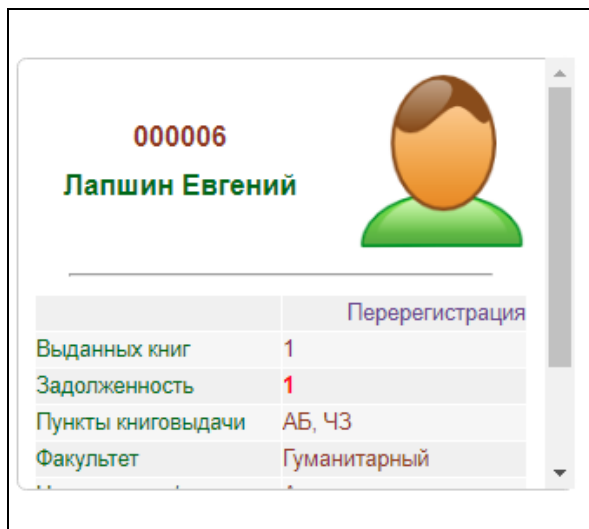 000006
Лапшин Евгений
Перерегистрация
Выданных книг 1
Задолженность 1
Пункты книговыдачи АБ, ЧЗ
Факультет Гуманитарный